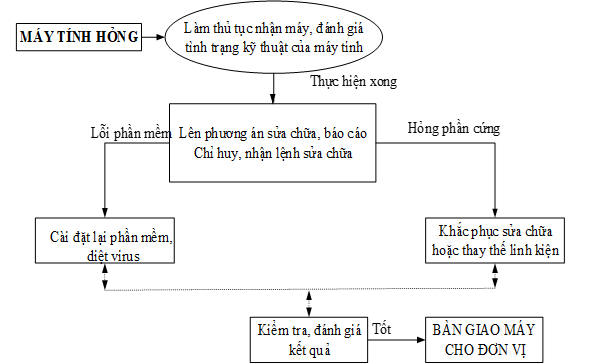 MÁY TÍNH HỎNG
Làm thủ tục nhận máy, đánh giá
tình trạng kỹ thuật của máy tính
Thực hiện xong
Lỗi phần mềm
Lên phương án sửa chữa, báo cáo
Chỉ huy, nhận lệnh sửa chữa
Hỏng phần cứng
Cài đặt lại phần mềm,
diệt virus
Khắc phục sửa chữa
hoặc thay thế linh kiện
Kiểm tra, đánh giá
kết quả
Tốt
BÀN GIAO MÁY
CHO ĐƠN VỊ